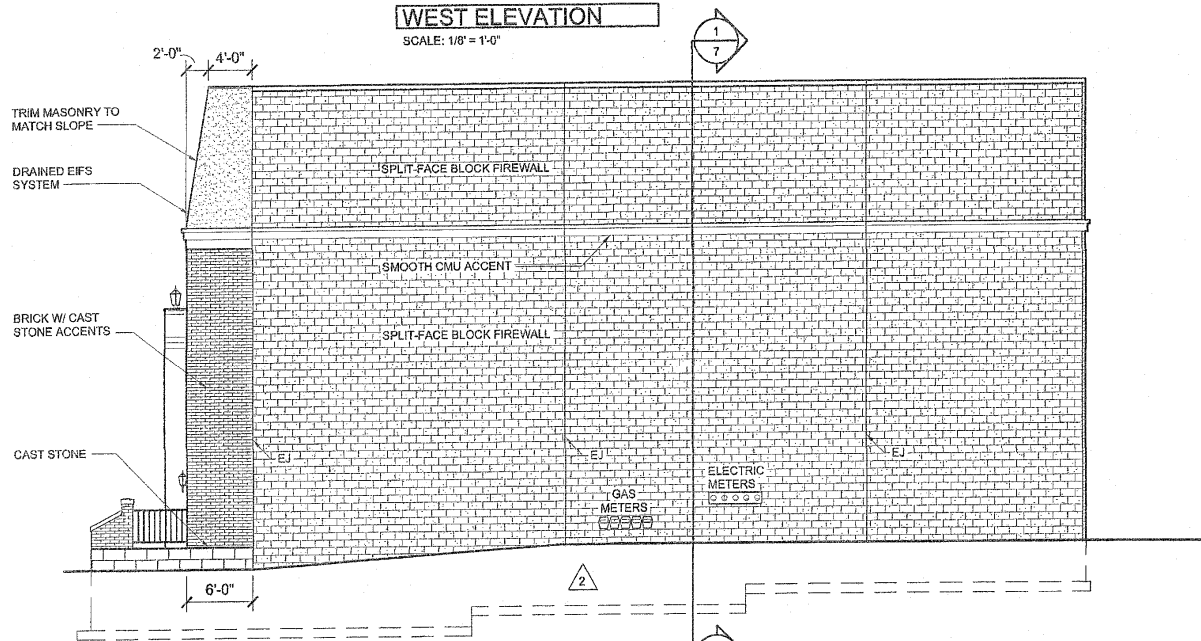 WEST ELEVATION
SCALE: 1/8' = 1'-0"
1
7
2'-0"
4'-0"
TRIM MASONRY TO
MATCH SLOPE
DRAINED EIFS
SYSTEM
SPLIT-FACE BLOCK FIREWALL
SMOOTH CMU ACCENT
BRICK W/ CAST
STONE ACCENTS
SPLIT-FACE BLOCK FIREWALL
CAST STONE
EJ
EJ
EJ
ELECTRIC
METERS
GAS
METERS
2
6'-0"